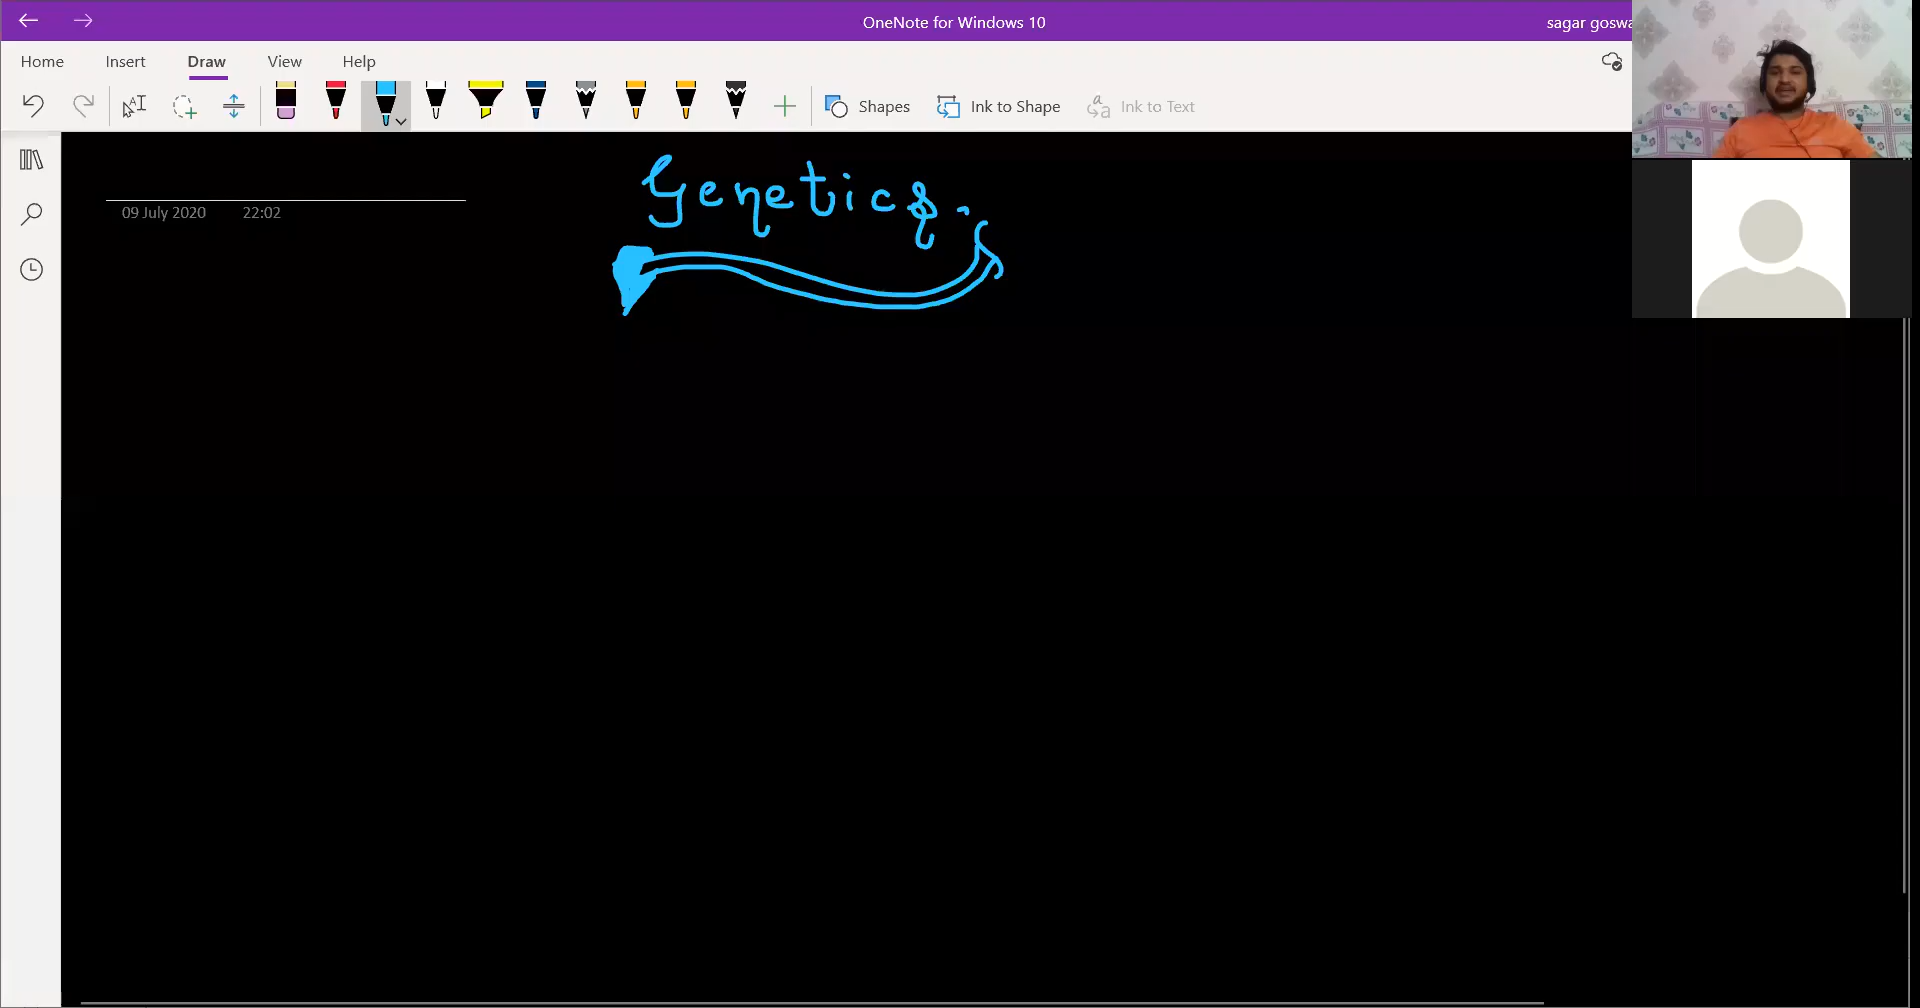 OneNote for Windows 10
sagar goswa
Home Insert Draw View Help
Shapes Ink to Shape Ink to Text
Genetics.
09 July 2020 22:02